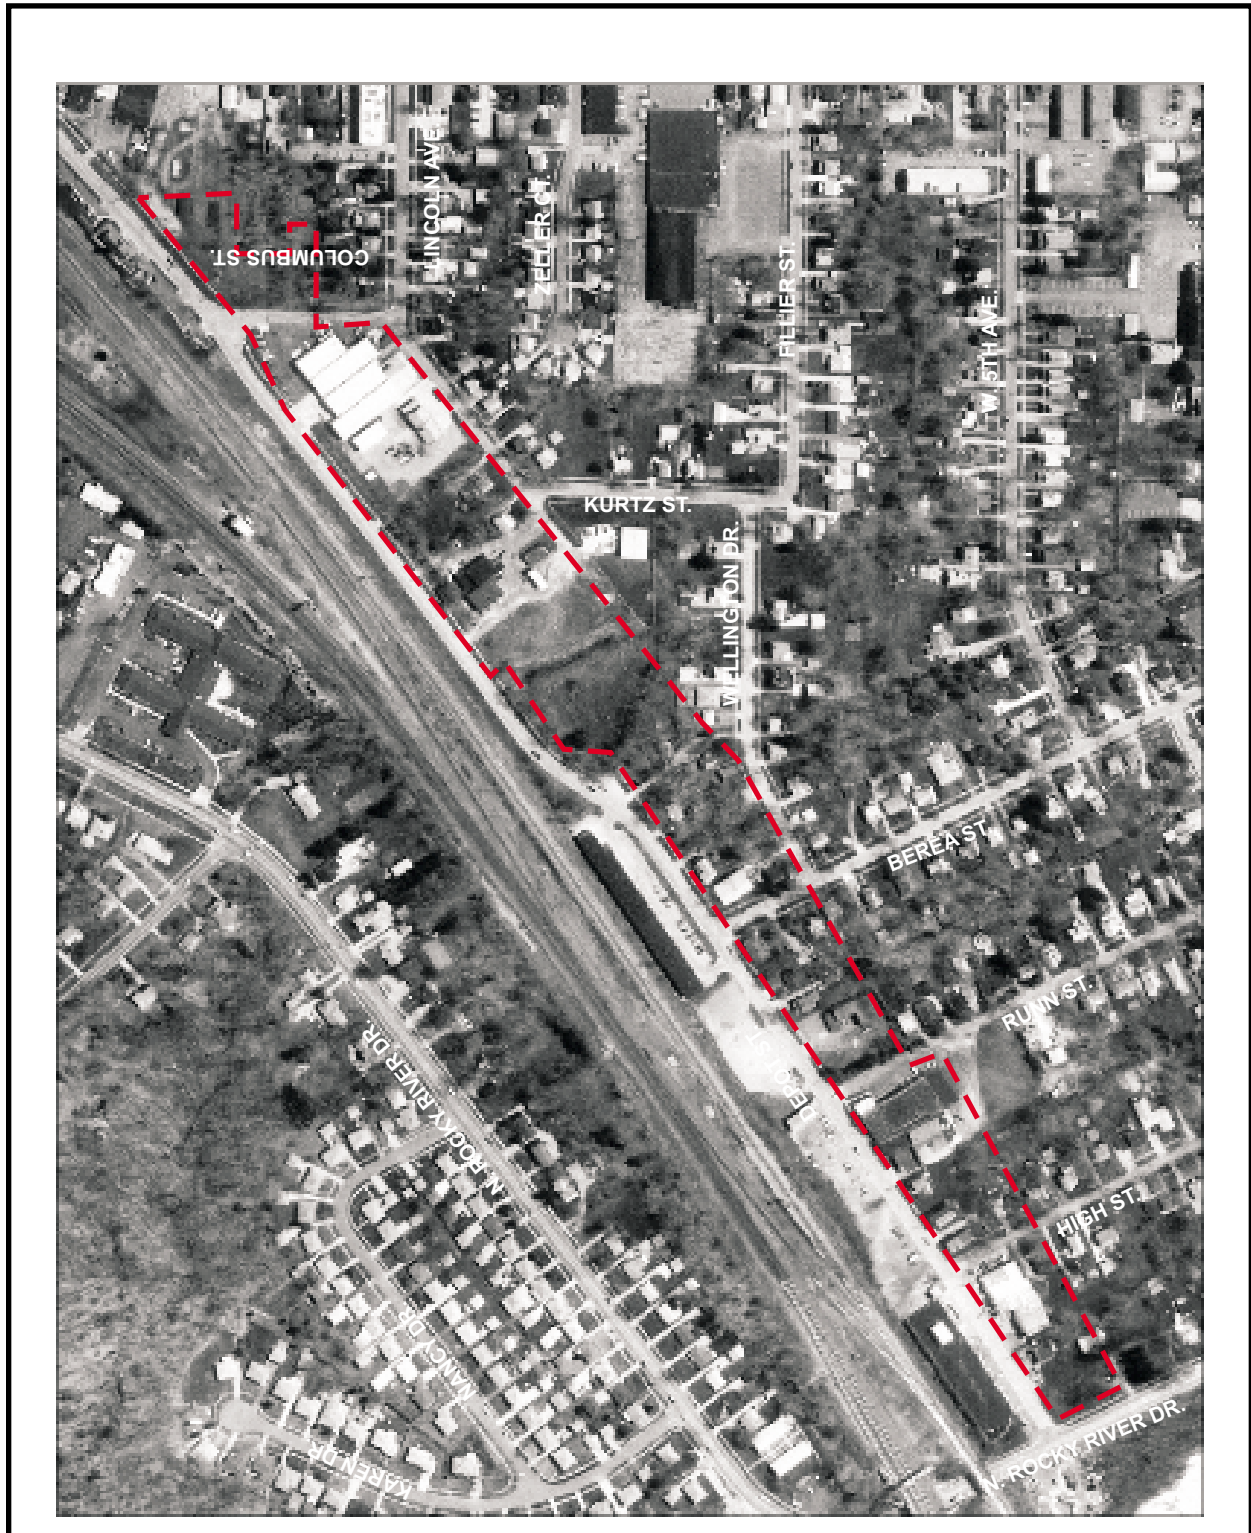 LINCOLN AVE.
ZELLER CT.
COLUMBUS ST.
PILLIER ST.
W. 5TH AVE.
KURTZ ST.
WELLINGTON DR.
BEREA ST.
RUNN ST.
DEPOT ST.
N. ROCKY RIVER DR.
HIGH ST.
NANCY DR.
KAREN DR.
N. ROCKY RIVER DR.